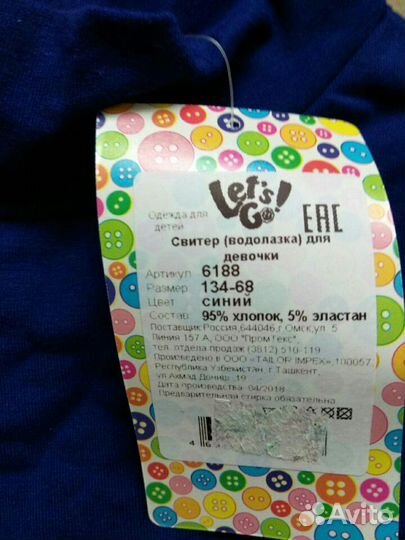 Let's Go!
EAC
Одежда для
детей
Свитер (водолазка) для
девочки
Артикул 6188
Размер 134-68
Цвет синий
Состав 95% хлопок, 5% эластан
Поставщик:Россия,644046,г.Омск,ул. 5
Линия 157 А, ООО "ПромТекс",
тел. отдела продаж (3812) 510-119
Произведено в ООО «TAILOR IMPEX»,100057,
Республика Узбекистан, г.Ташкент,
ул.Ахмад Дониш, 19
Дата производства 04/2018
Предварительная стирка обязательна
Avito